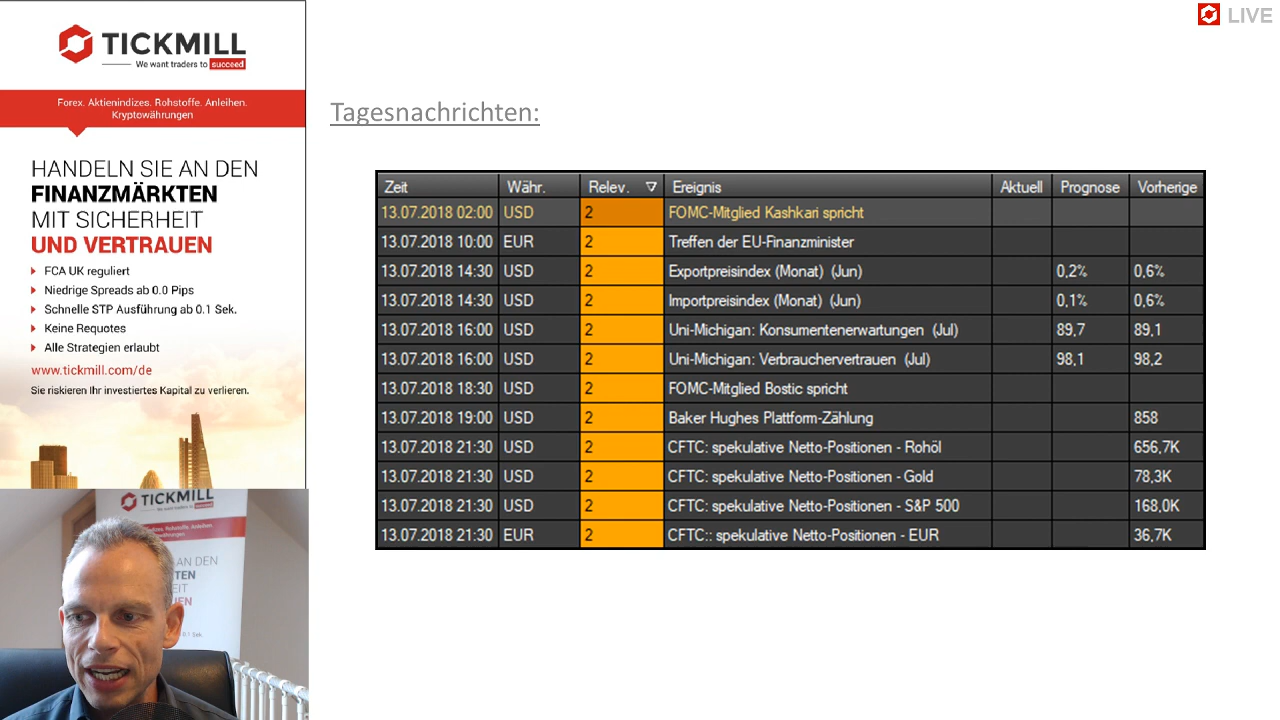 TICKMILL
We want traders to succeed
Forex. Aktienindizes. Rohstoffe. Anleihen.
Kryptowährungen
HANDELN SIE AN DEN
FINANZMÄRKTEN
MIT SICHERHEIT
UND VERTRAUEN
FCA UK reguliert
Niedrige Spreads ab 0.0 Pips
Schnelle STP Ausführung ab 0.1 Sek.
Keine Requotes
Alle Strategien erlaubt
www.tickmill.com/de
Sie riskieren Ihr investiertes Kapital zu verlieren.
LIVE
Tagesnachrichten:
Zeit Währ. Relev. Ereignis Aktuell Prognose Vorherige
13.07.2018 02:00 USD 2 FOMC-Mitglied Kashkari spricht
13.07.2018 10:00 EUR 2 Treffen der EU-Finanzminister
13.07.2018 14:30 USD 2 Exportpreisindex (Monat) (Jun) 0,2% 0,6%
13.07.2018 14:30 USD 2 Importpreisindex (Monat) (Jun) 0,1% 0,6%
13.07.2018 16:00 USD 2 Uni-Michigan: Konsumentenerwartungen (Jul) 89,7 89,1
13.07.2018 16:00 USD 2 Uni-Michigan: Verbrauchervertrauen (Jul) 98,1 98,2
13.07.2018 18:30 USD 2 FOMC-Mitglied Bostic spricht
13.07.2018 19:00 USD 2 Baker Hughes Plattform-Zählung 858
13.07.2018 21:30 USD 2 CFTC: spekulative Netto-Positionen - Rohöl 656,7K
13.07.2018 21:30 USD 2 CFTC: spekulative Netto-Positionen - Gold 78,3K
13.07.2018 21:30 USD 2 CFTC: spekulative Netto-Positionen - S&P 500 168,0K
13.07.2018 21:30 EUR 2 CFTC:: spekulative Netto-Positionen - EUR 36,7K
TICKMILL